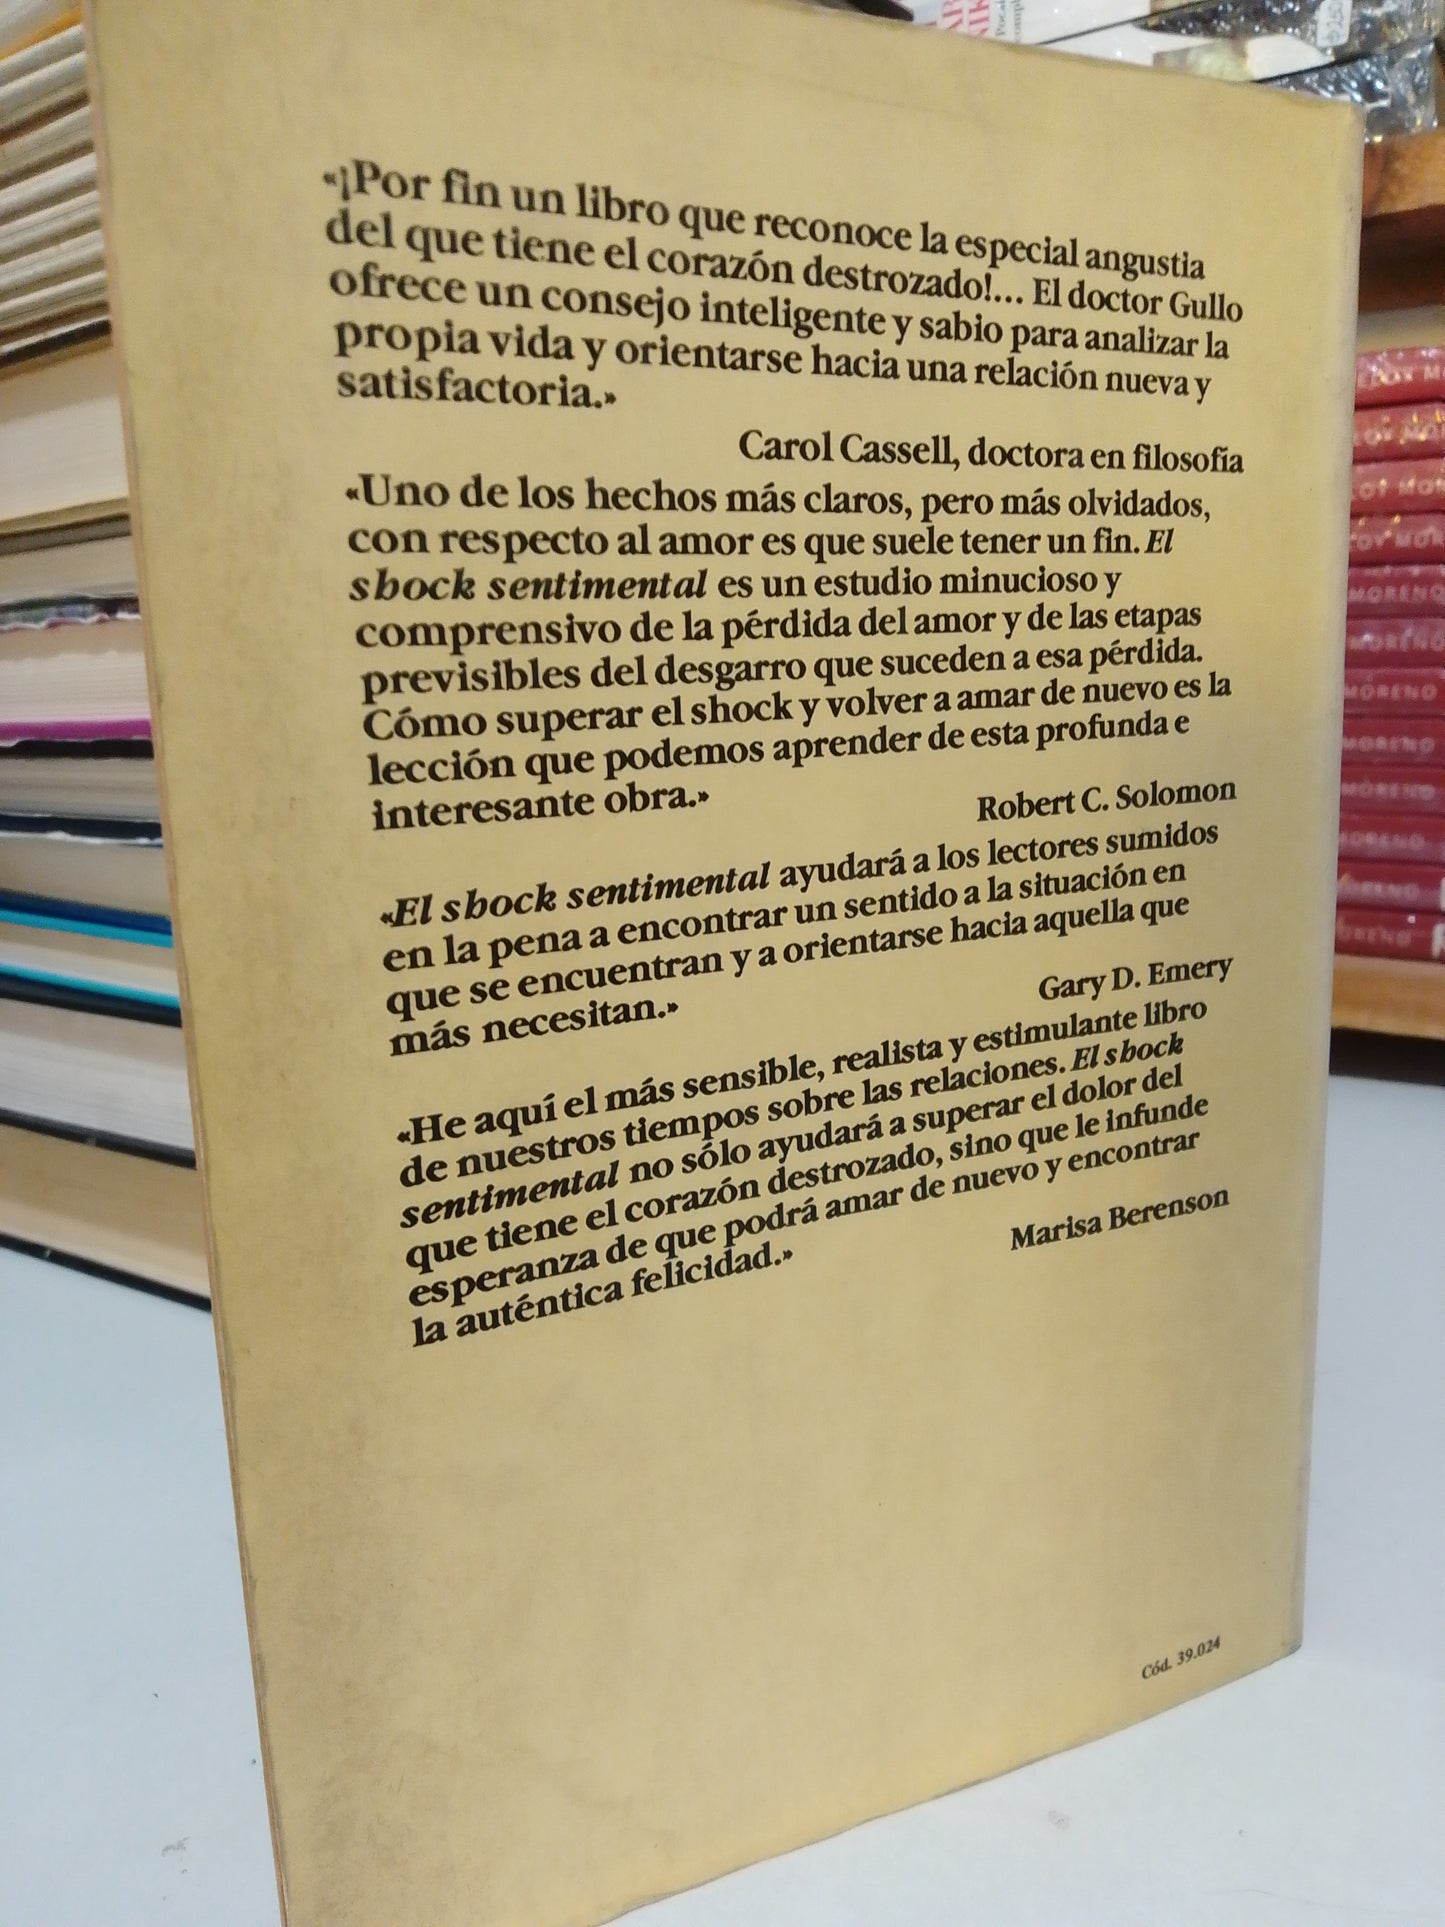 «¡Por fin un libro que reconoce la especial angustia
del que tiene el corazón destrozado!... El doctor Gullo
ofrece un consejo inteligente y sabio para analizar la
propia vida y orientarse hacia una relación nueva y
satisfactoria.»
Carol Cassell, doctora en filosofía
«Uno de los hechos más claros, pero más olvidados,
con respecto al amor es que suele tener un fin. El
shock sentimental es un estudio minucioso y
comprensivo de la pérdida del amor y de las etapas
previsibles del desgarro que suceden a esa pérdida.
Cómo superar el shock y volver a amar de nuevo es la
lección que podemos aprender de esta profunda e
interesante obra.»
Robert C. Solomon
«El shock sentimental ayudará a los lectores sumidos
en la pena a encontrar un sentido a la situación en
que se encuentran y a orientarse hacia aquella que
más necesitan.»
Gary D. Emery
«He aquí el más sensible, realista y estimulante libro
de nuestros tiempos sobre las relaciones. El shock
sentimental no sólo ayudará a superar el dolor del
que tiene el corazón destrozado, sino que le infunde
esperanza de que podrá amar de nuevo y encontrar
la auténtica felicidad.»
Marisa Berenson
Cód. 39.024
MORENO
MORENO
MORENO
MORENO
MORENO
MORENO